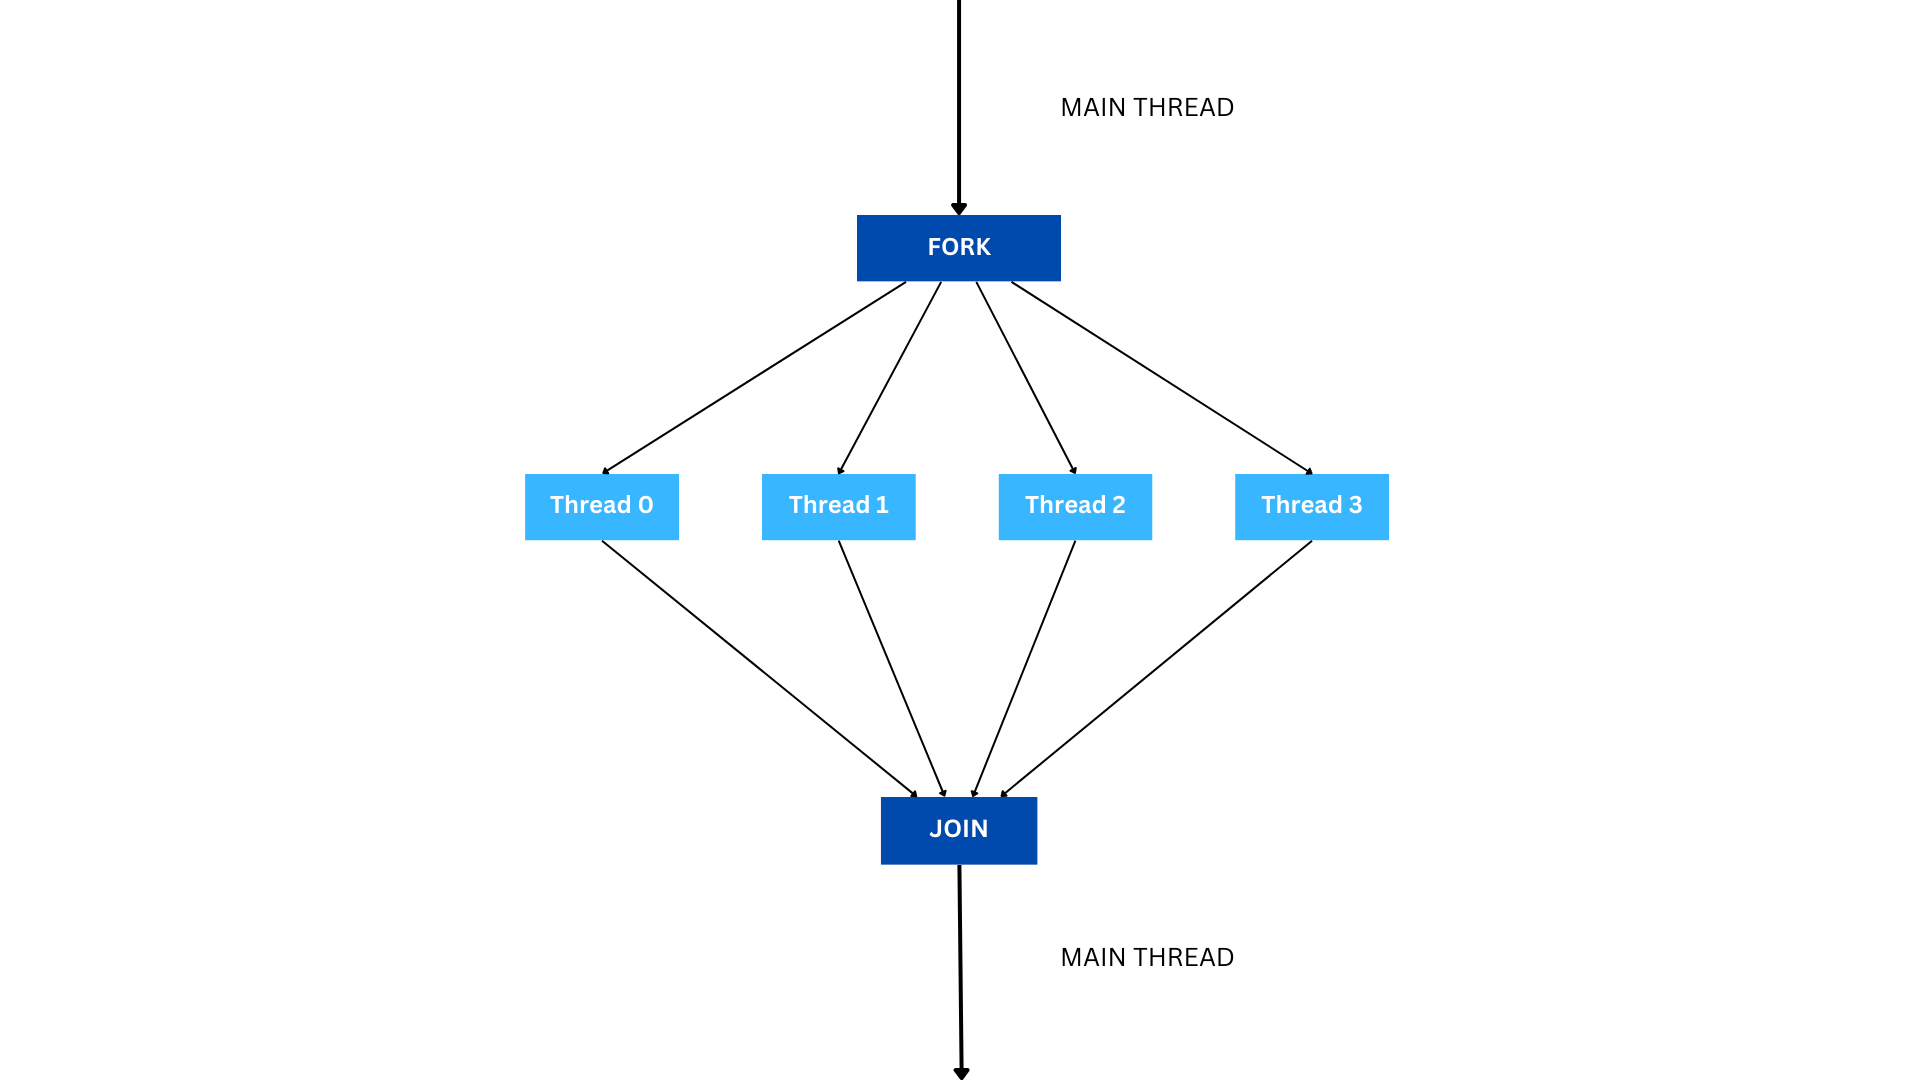 MAIN THREAD
FORK
Thread 0
Thread 1
Thread 2
Thread 3
JOIN
MAIN THREAD